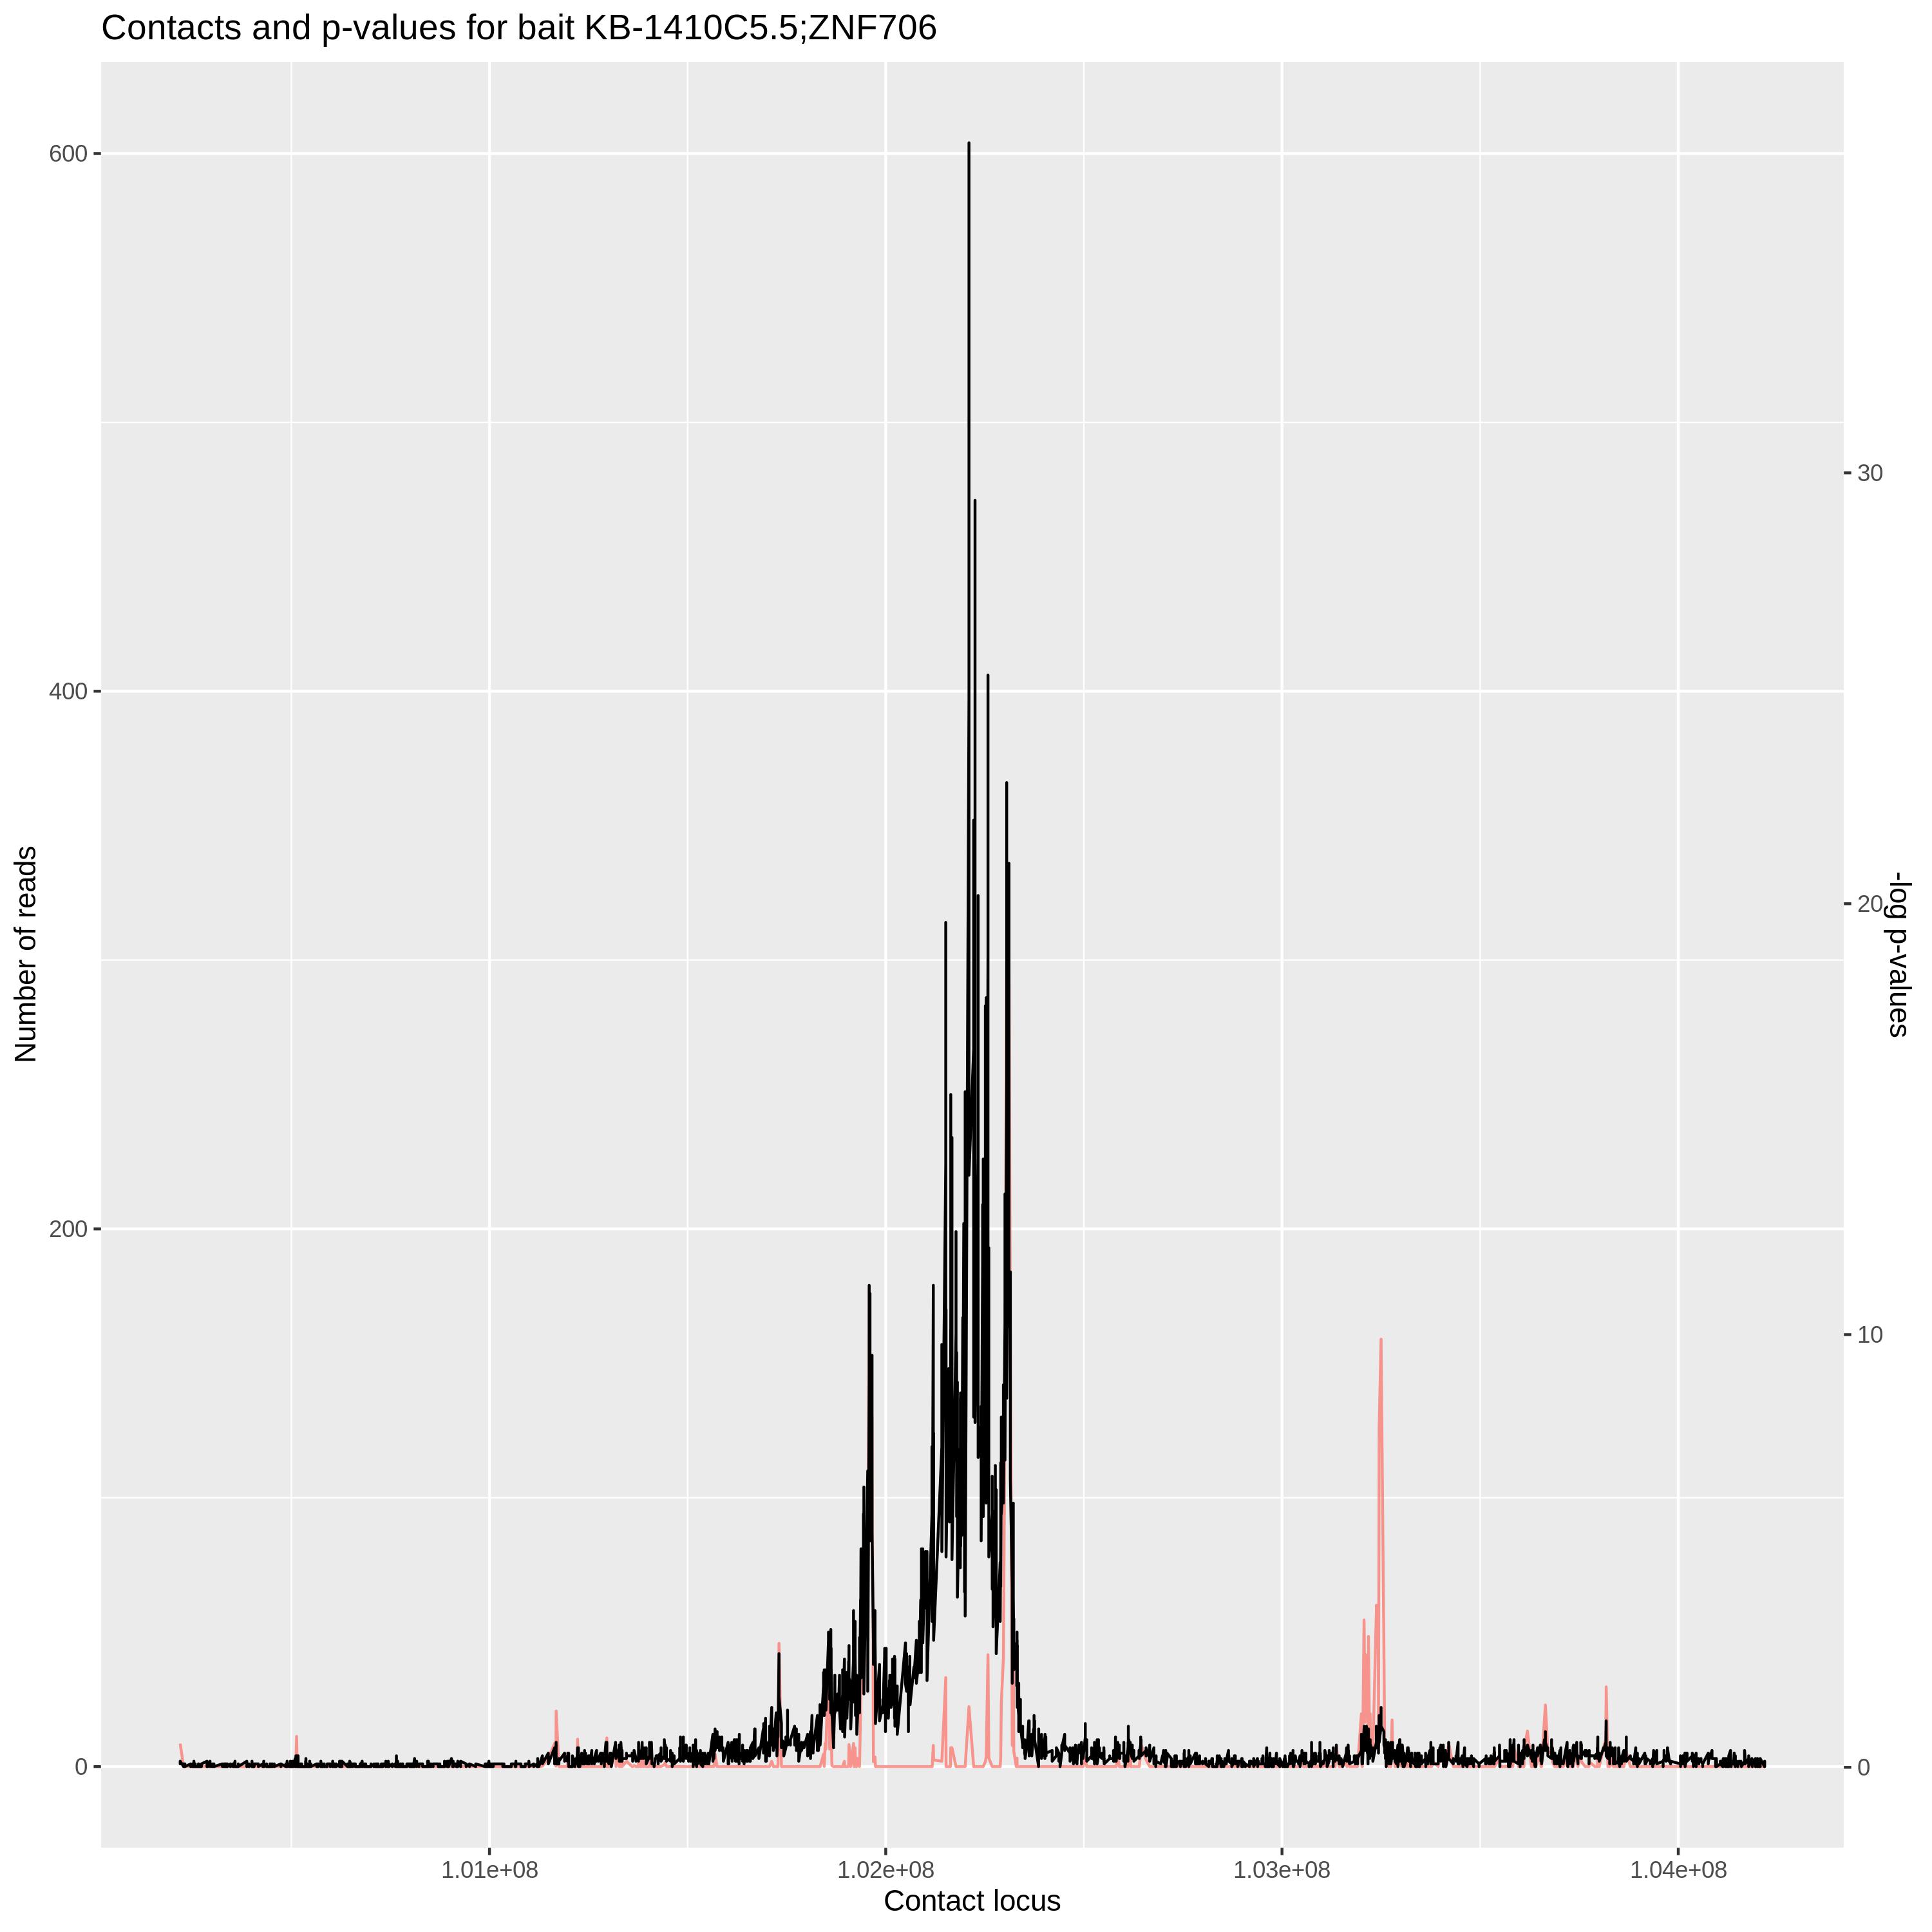 Contacts and p-values for bait KB-1410C5.5;ZNF706
600
400
200
0
Number of reads
30
20
10
0
-log p-values
1.01e+08
1.02e+08
1.03e+08
1.04e+08
Contact locus